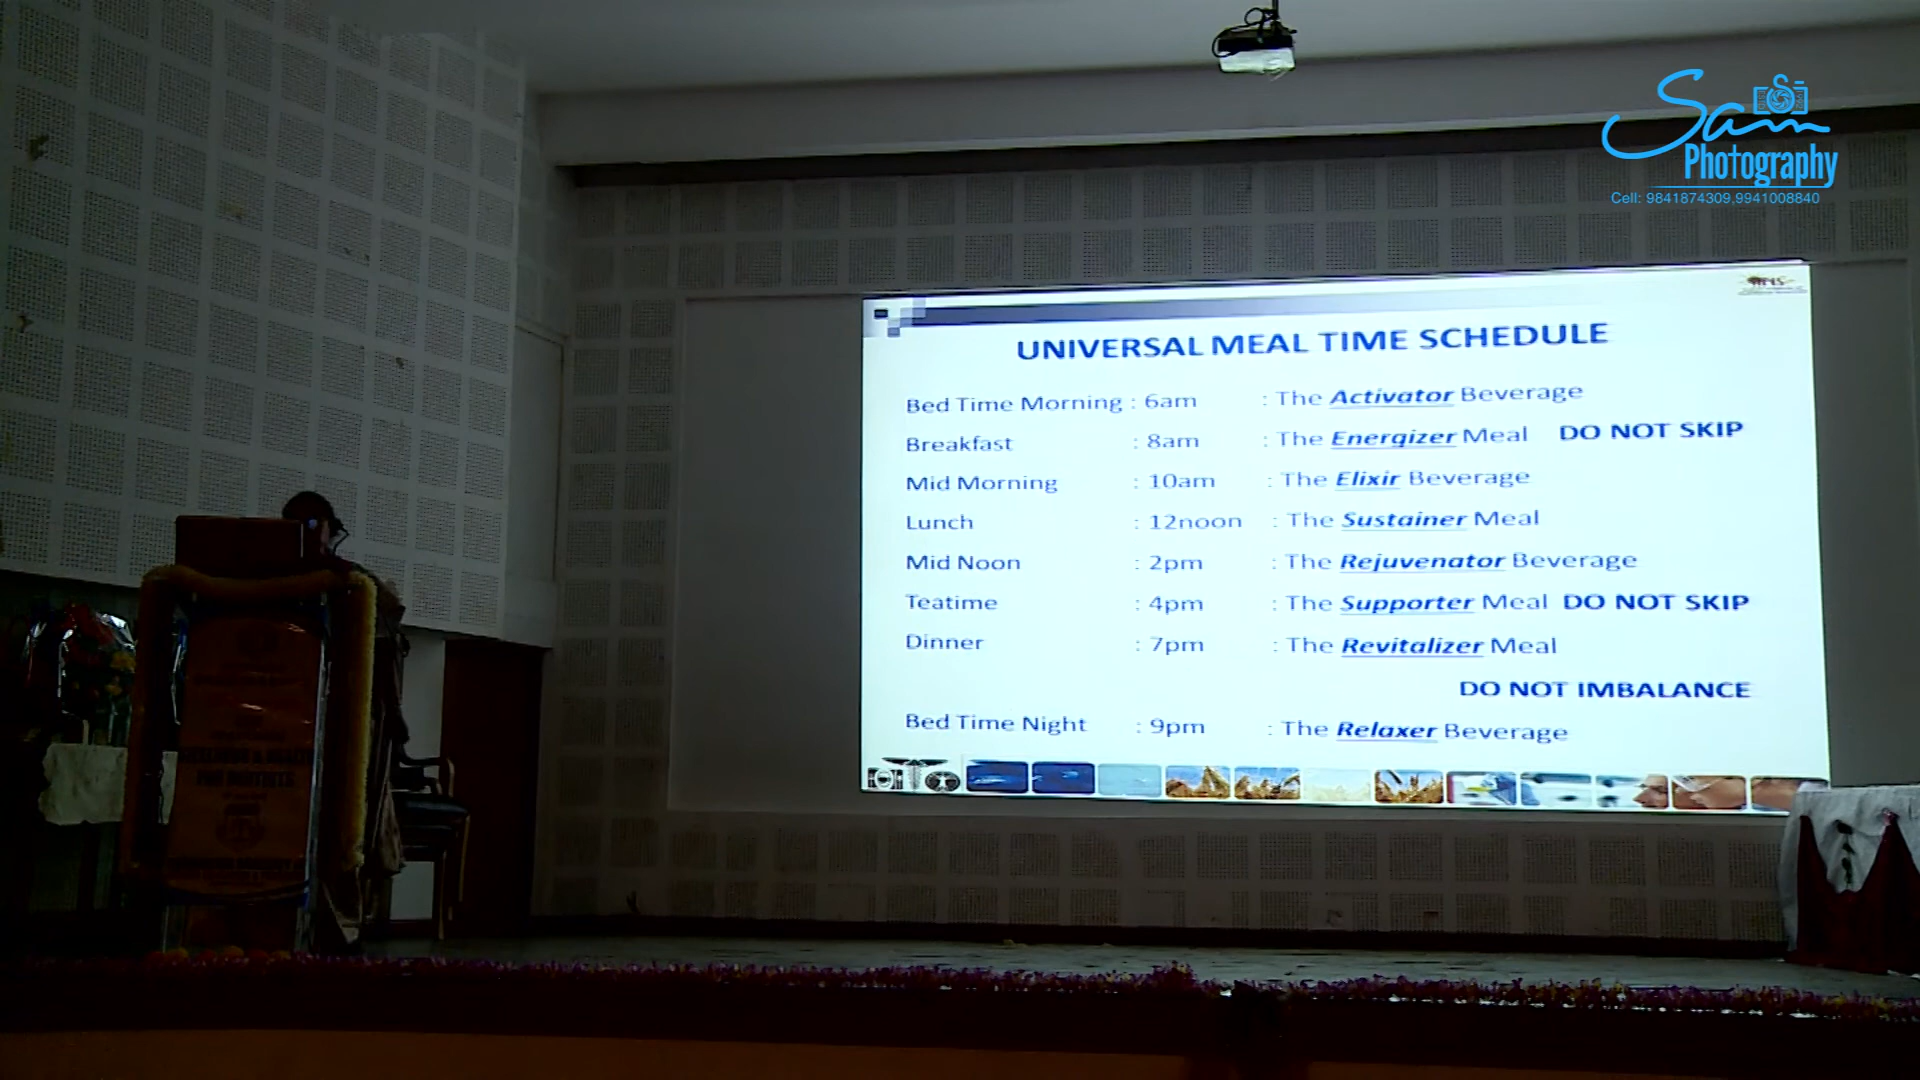 Sam
Photography
Cell: 9841874309,9941008840
UNIVERSAL MEAL TIME SCHEDULE
Bed Time Morning : 6am : The Activator Beverage
Breakfast : 8am : The Energizer Meal DO NOT SKIP
Mid Morning : 10am : The Elixir Beverage
Lunch : 12noon : The Sustainer Meal
Mid Noon : 2pm : The Rejuvenator Beverage
Teatime : 4pm : The Supporter Meal DO NOT SKIP
Dinner : 7pm : The Revitalizer Meal
DO NOT IMBALANCE
Bed Time Night : 9pm : The Relaxer Beverage